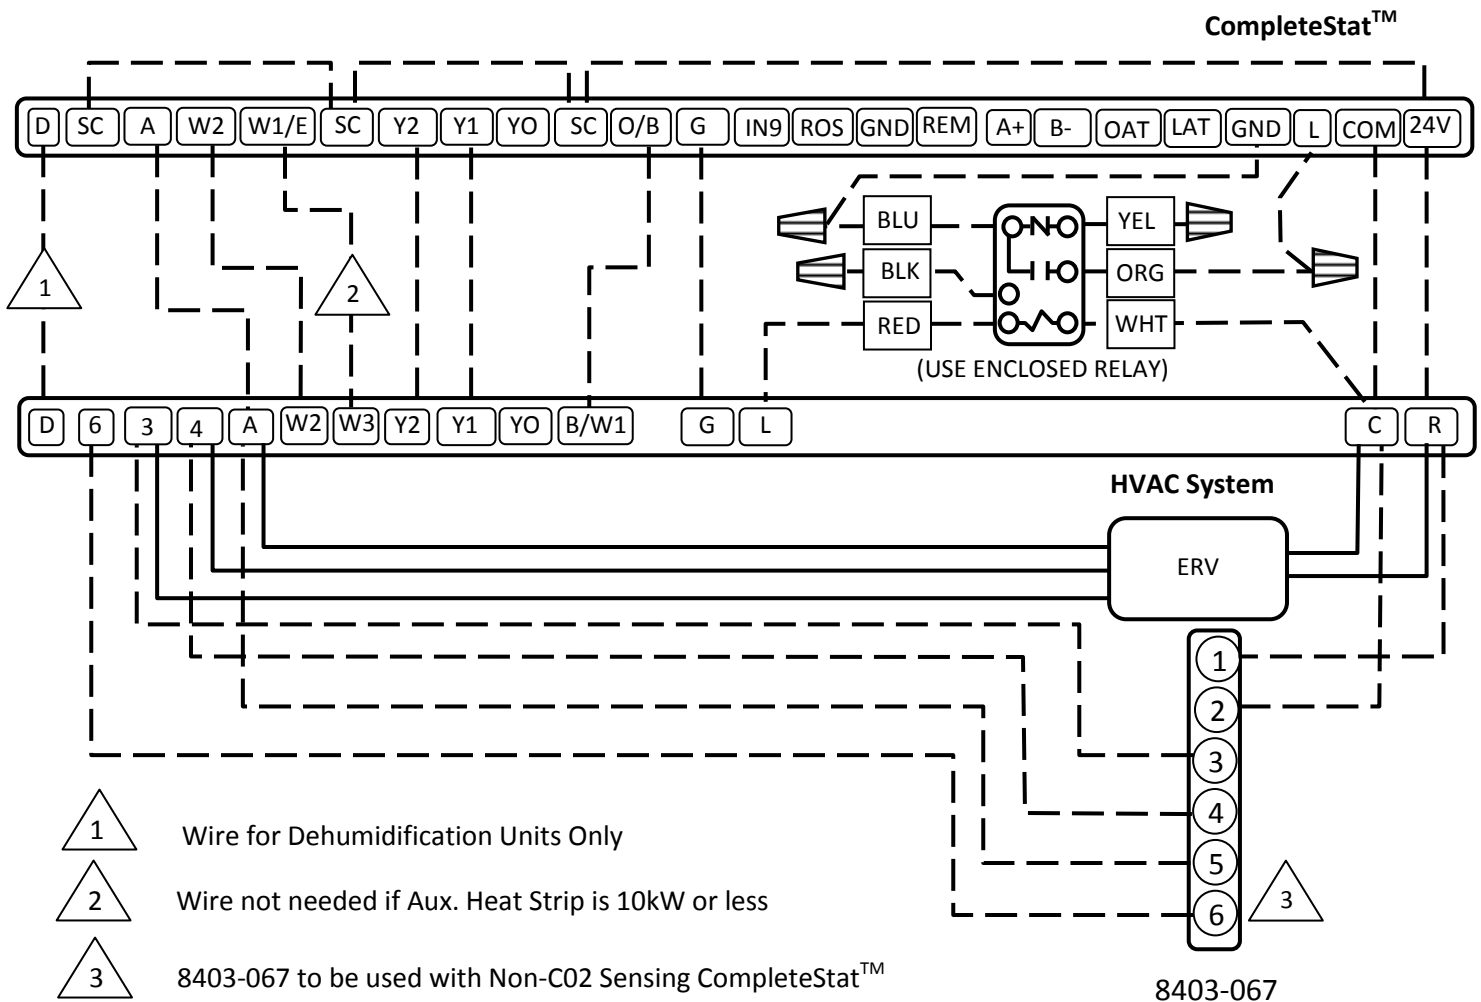 CompleteStat™
D SC A W2 W1/E SC Y2 Y1 YO SC O/B G IN9 ROS GND REM A+ B- OAT LAT GND L COM 24V
BLU N YEL
BLK ORG
RED WHT
(USE ENCLOSED RELAY)
1
2
D 6 3 4 A W2 W3 Y2 Y1 YO B/W1 G L C R
HVAC System
ERV
1
2
3
4
5
6
3
8403-067
1 Wire for Dehumidification Units Only
2 Wire not needed if Aux. Heat Strip is 10kW or less
3 8403-067 to be used with Non-C02 Sensing CompleteStat™